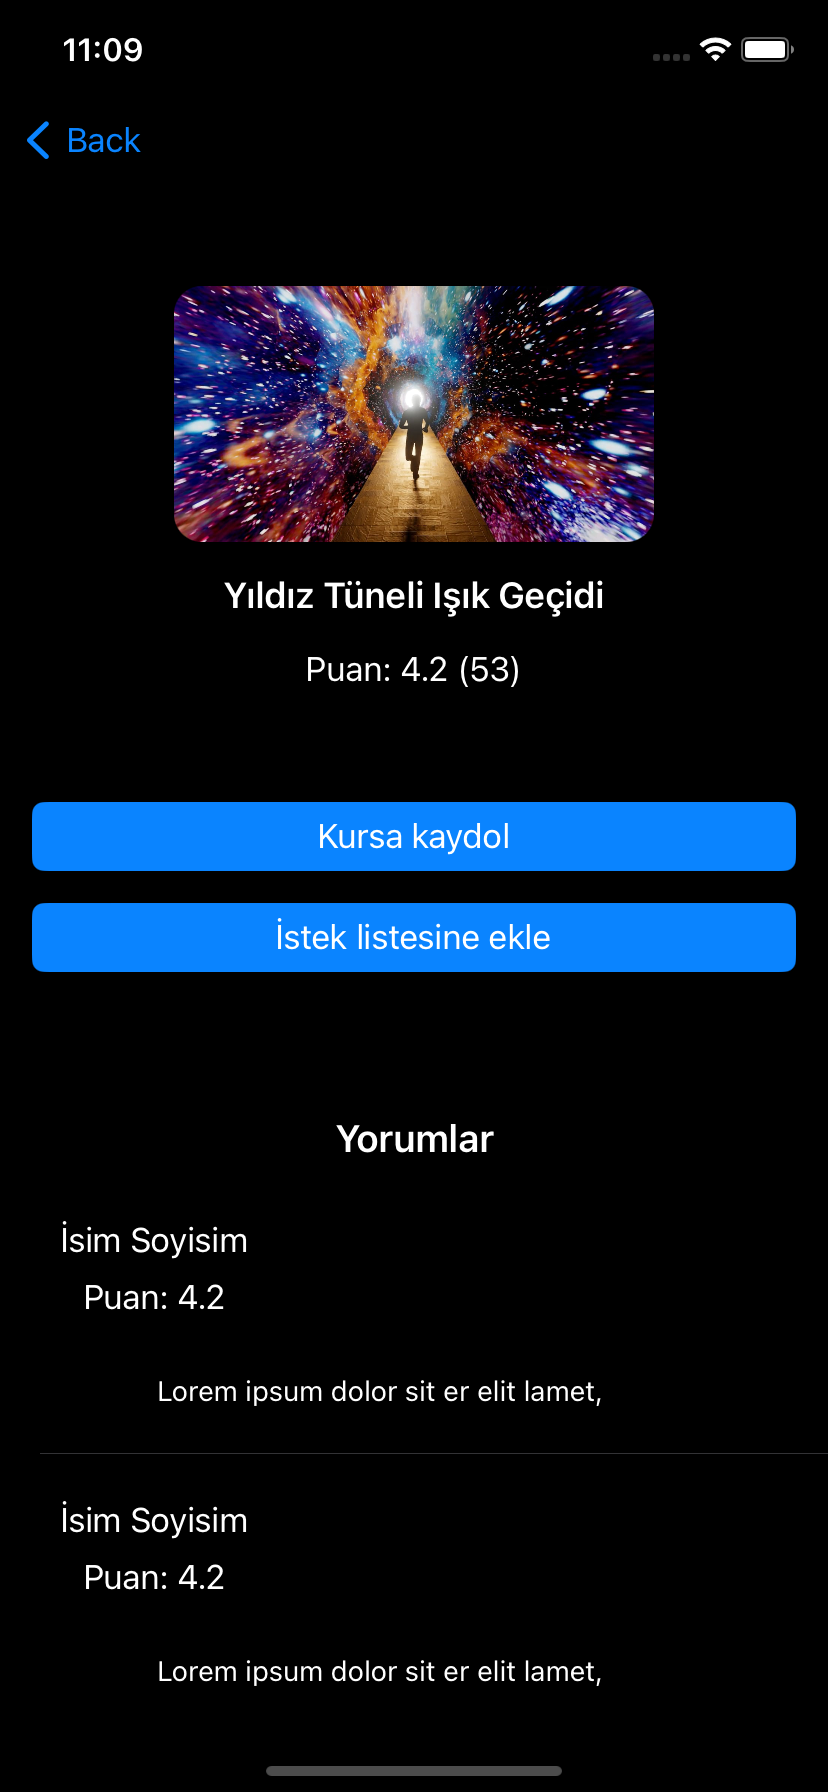 11:09
Back
Yıldız Tüneli Işık Geçidi
Puan: 4.2 (53)
Kursa kaydol
İstek listesine ekle
Yorumlar
İsim Soyisim
Puan: 4.2
Lorem ipsum dolor sit er elit lamet,
İsim Soyisim
Puan: 4.2
Lorem ipsum dolor sit er elit lamet,